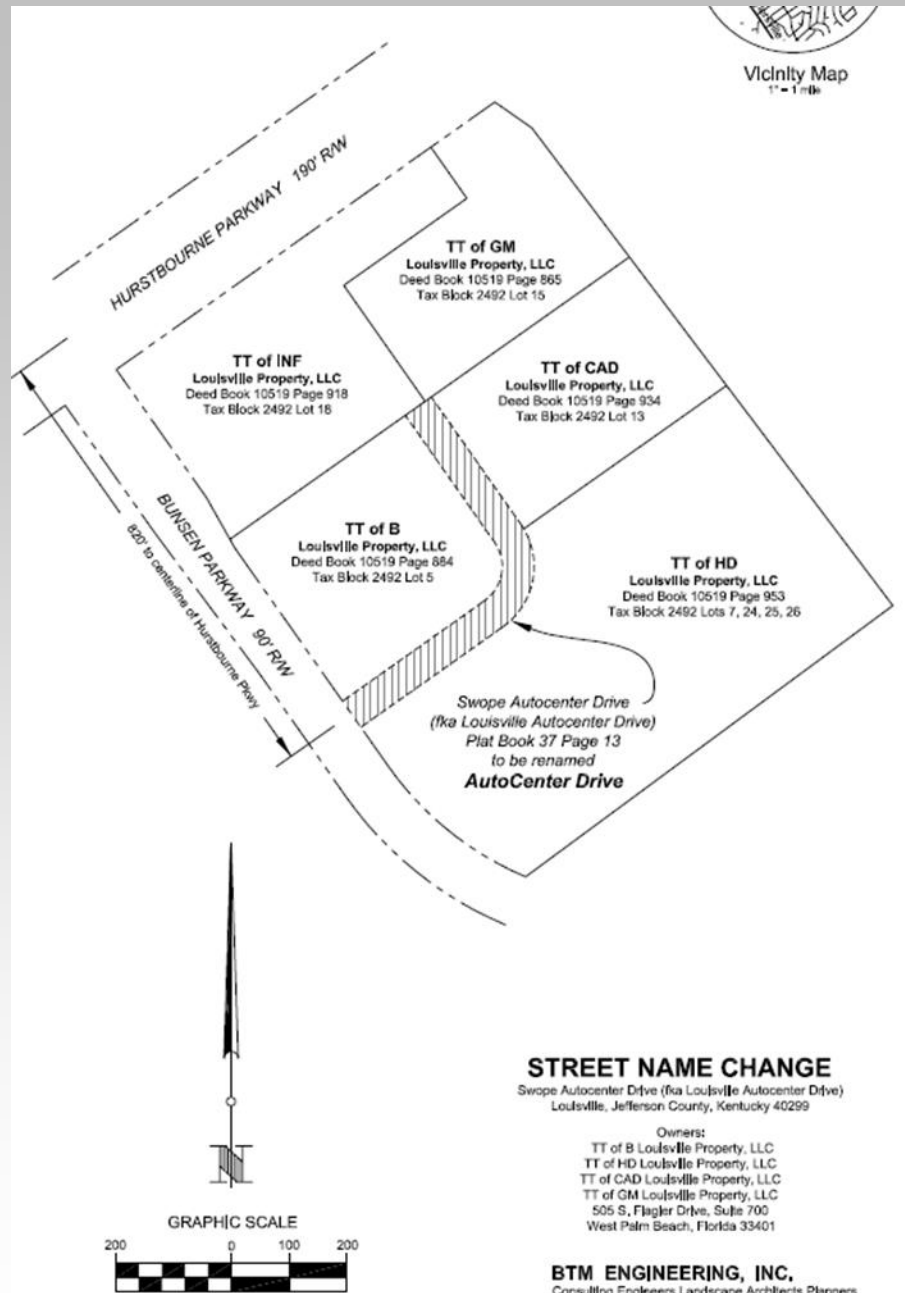 Vicinity Map
1" = 1 mile
HURSTBOURNE PARKWAY 190' R/W
TT of GM
Louisville Property, LLC
Deed Book 10519 Page 865
Tax Block 2492 Lot 15
TT of INF
Louisville Property, LLC
Deed Book 10519 Page 918
Tax Block 2492 Lot 18
TT of CAD
Louisville Property, LLC
Deed Book 10519 Page 934
Tax Block 2492 Lot 13
BUNSEN PARKWAY 90' R/W
820' to centerline of Hurstbourne Pkwy
TT of B
Louisville Property, LLC
Deed Book 10519 Page 884
Tax Block 2492 Lot 5
TT of HD
Louisville Property, LLC
Deed Book 10519 Page 953
Tax Block 2492 Lots 7, 24, 25, 26
Swope Autocenter Drive
(fka Louisville Autocenter Drive)
Plat Book 37 Page 13
to be renamed
AutoCenter Drive
N
GRAPHIC SCALE
200 0 100 200
STREET NAME CHANGE
Swope Autocenter Drive (fka Louisville Autocenter Drive)
Louisville, Jefferson County, Kentucky 40299
Owners:
TT of B Louisville Property, LLC
TT of HD Louisville Property, LLC
TT of CAD Louisville Property, LLC
TT of GM Louisville Property, LLC
505 S, Flagler Drive, Suite 700
West Palm Beach, Florida 33401
BTM ENGINEERING, INC.
Consulting Engineers Landscape Architects Planners